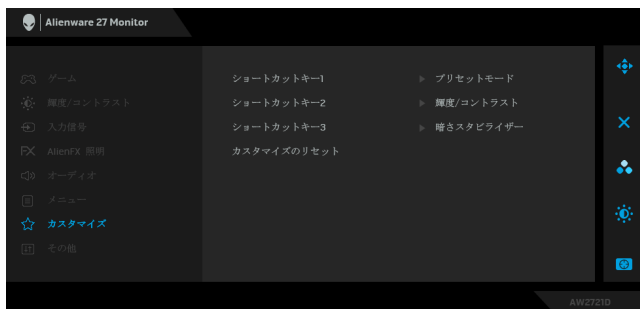 Alienware 27 Monitor
ゲーム
輝度/コントラスト
入力信号
FX AlienFX 照明
オーディオ
メニュー
カスタマイズ
その他
ショートカットキー1 プリセットモード
ショートカットキー2 輝度/コントラスト
ショートカットキー3 暗さスタビライザー
カスタマイズのリセット
AW2721D